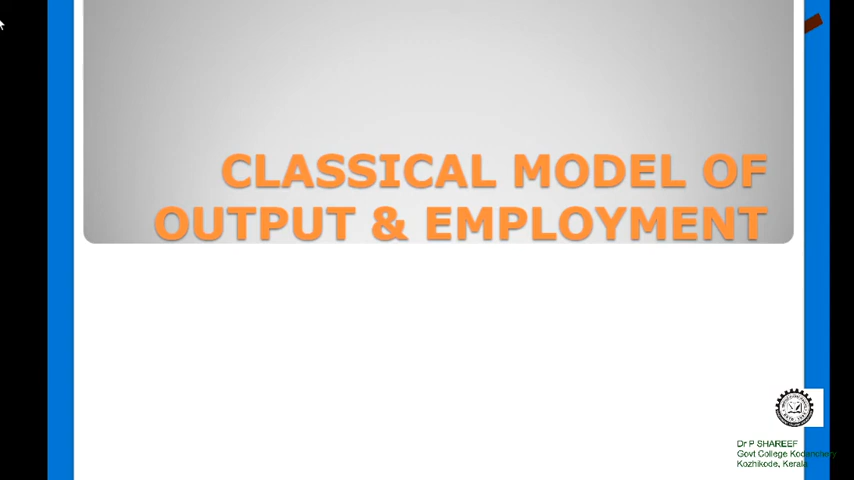 CLASSICAL MODEL OF
OUTPUT & EMPLOYMENT
Dr P SHAREEF
Govt College Kodanchery
Kozhikode, Kerala